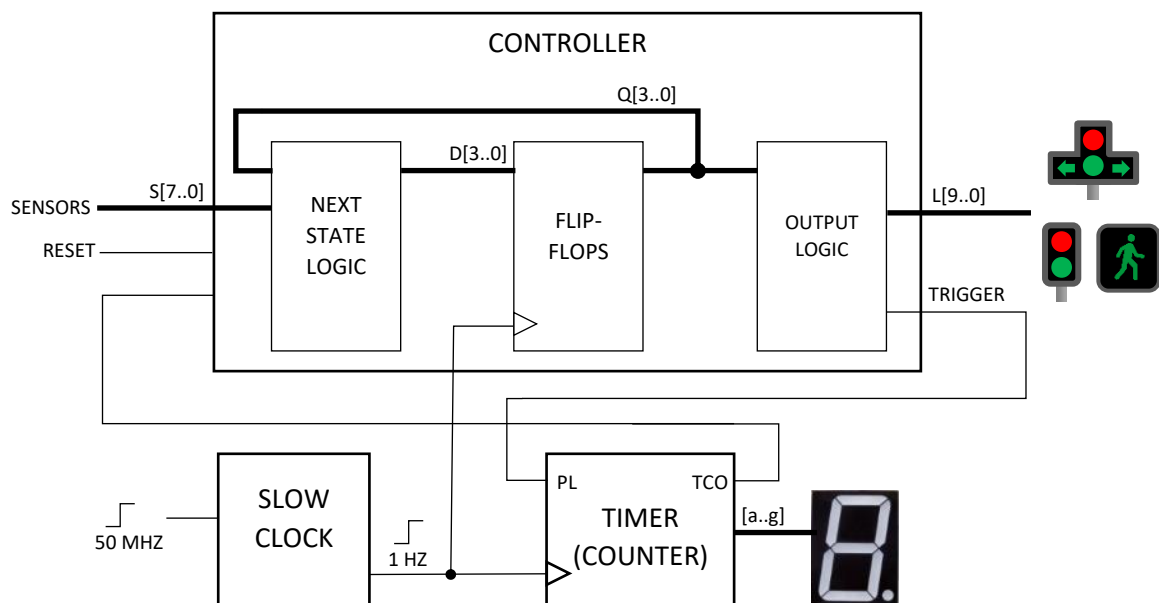 CONTROLLER
Q[3..0]
D[3..0]
S[7..0]
SENSORS
RESET
NEXT
STATE
LOGIC
FLIP-
FLOPS
OUTPUT
LOGIC
L[9..0]
TRIGGER
50 MHZ
SLOW
CLOCK
1 HZ
PL
TCO
TIMER
(COUNTER)
[a..g]